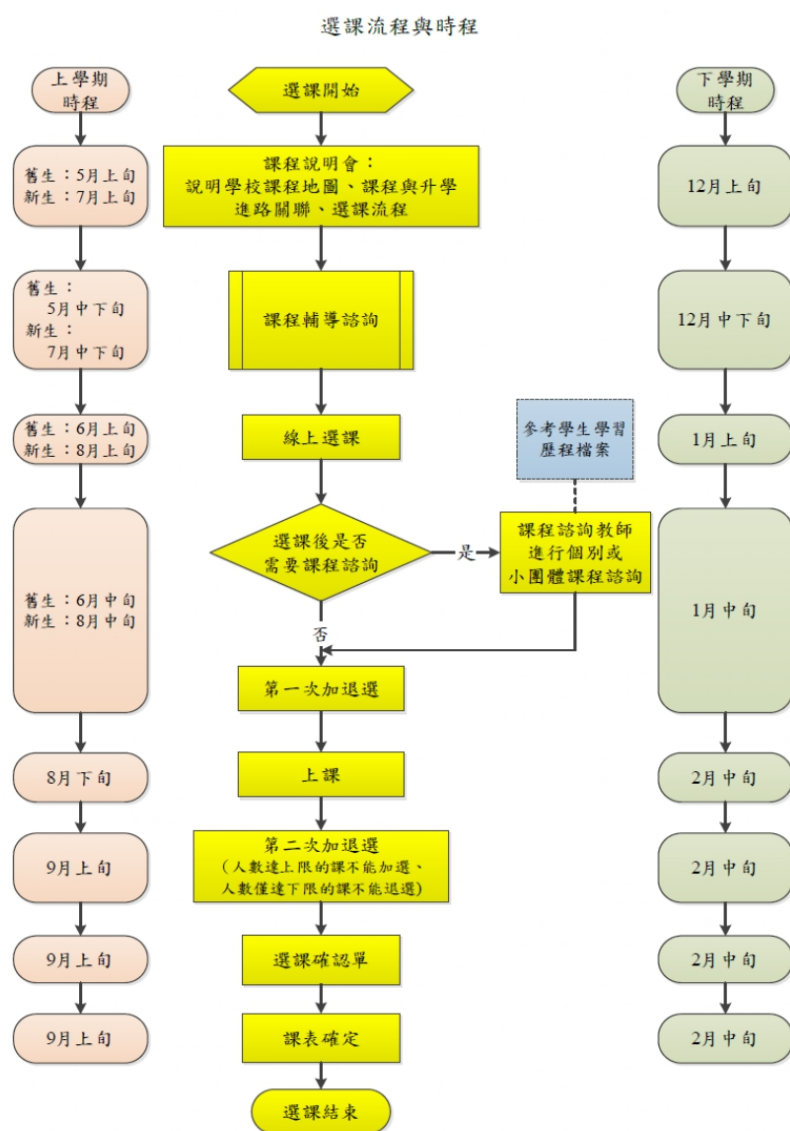 選課流程與時程
上學期
時程
選課開始
下學期
時程
舊生：5月上旬
新生：7月上旬
課程說明會：
說明學校課程地圖、課程與升學
進路關聯、選課流程
12月上旬
舊生：
5月中下旬
新生：
7月中下旬
課程輔導諮詢
12月中下旬
舊生：6月上旬
新生：8月上旬
線上選課
參考學生學習
歷程檔案
1月上旬
舊生：6月中旬
新生：8月中旬
選課後是否
需要課程諮詢
是
課程諮詢教師
進行個別或
小團體課程諮詢
1月中旬
否
第一次加退選
8月下旬
上課
2月中旬
9月上旬
第二次加退選
(人數達上限的課不能加選、
人數僅達下限的課不能退選)
2月中旬
9月上旬
選課確認單
2月中旬
9月上旬
課表確定
2月中旬
選課結束